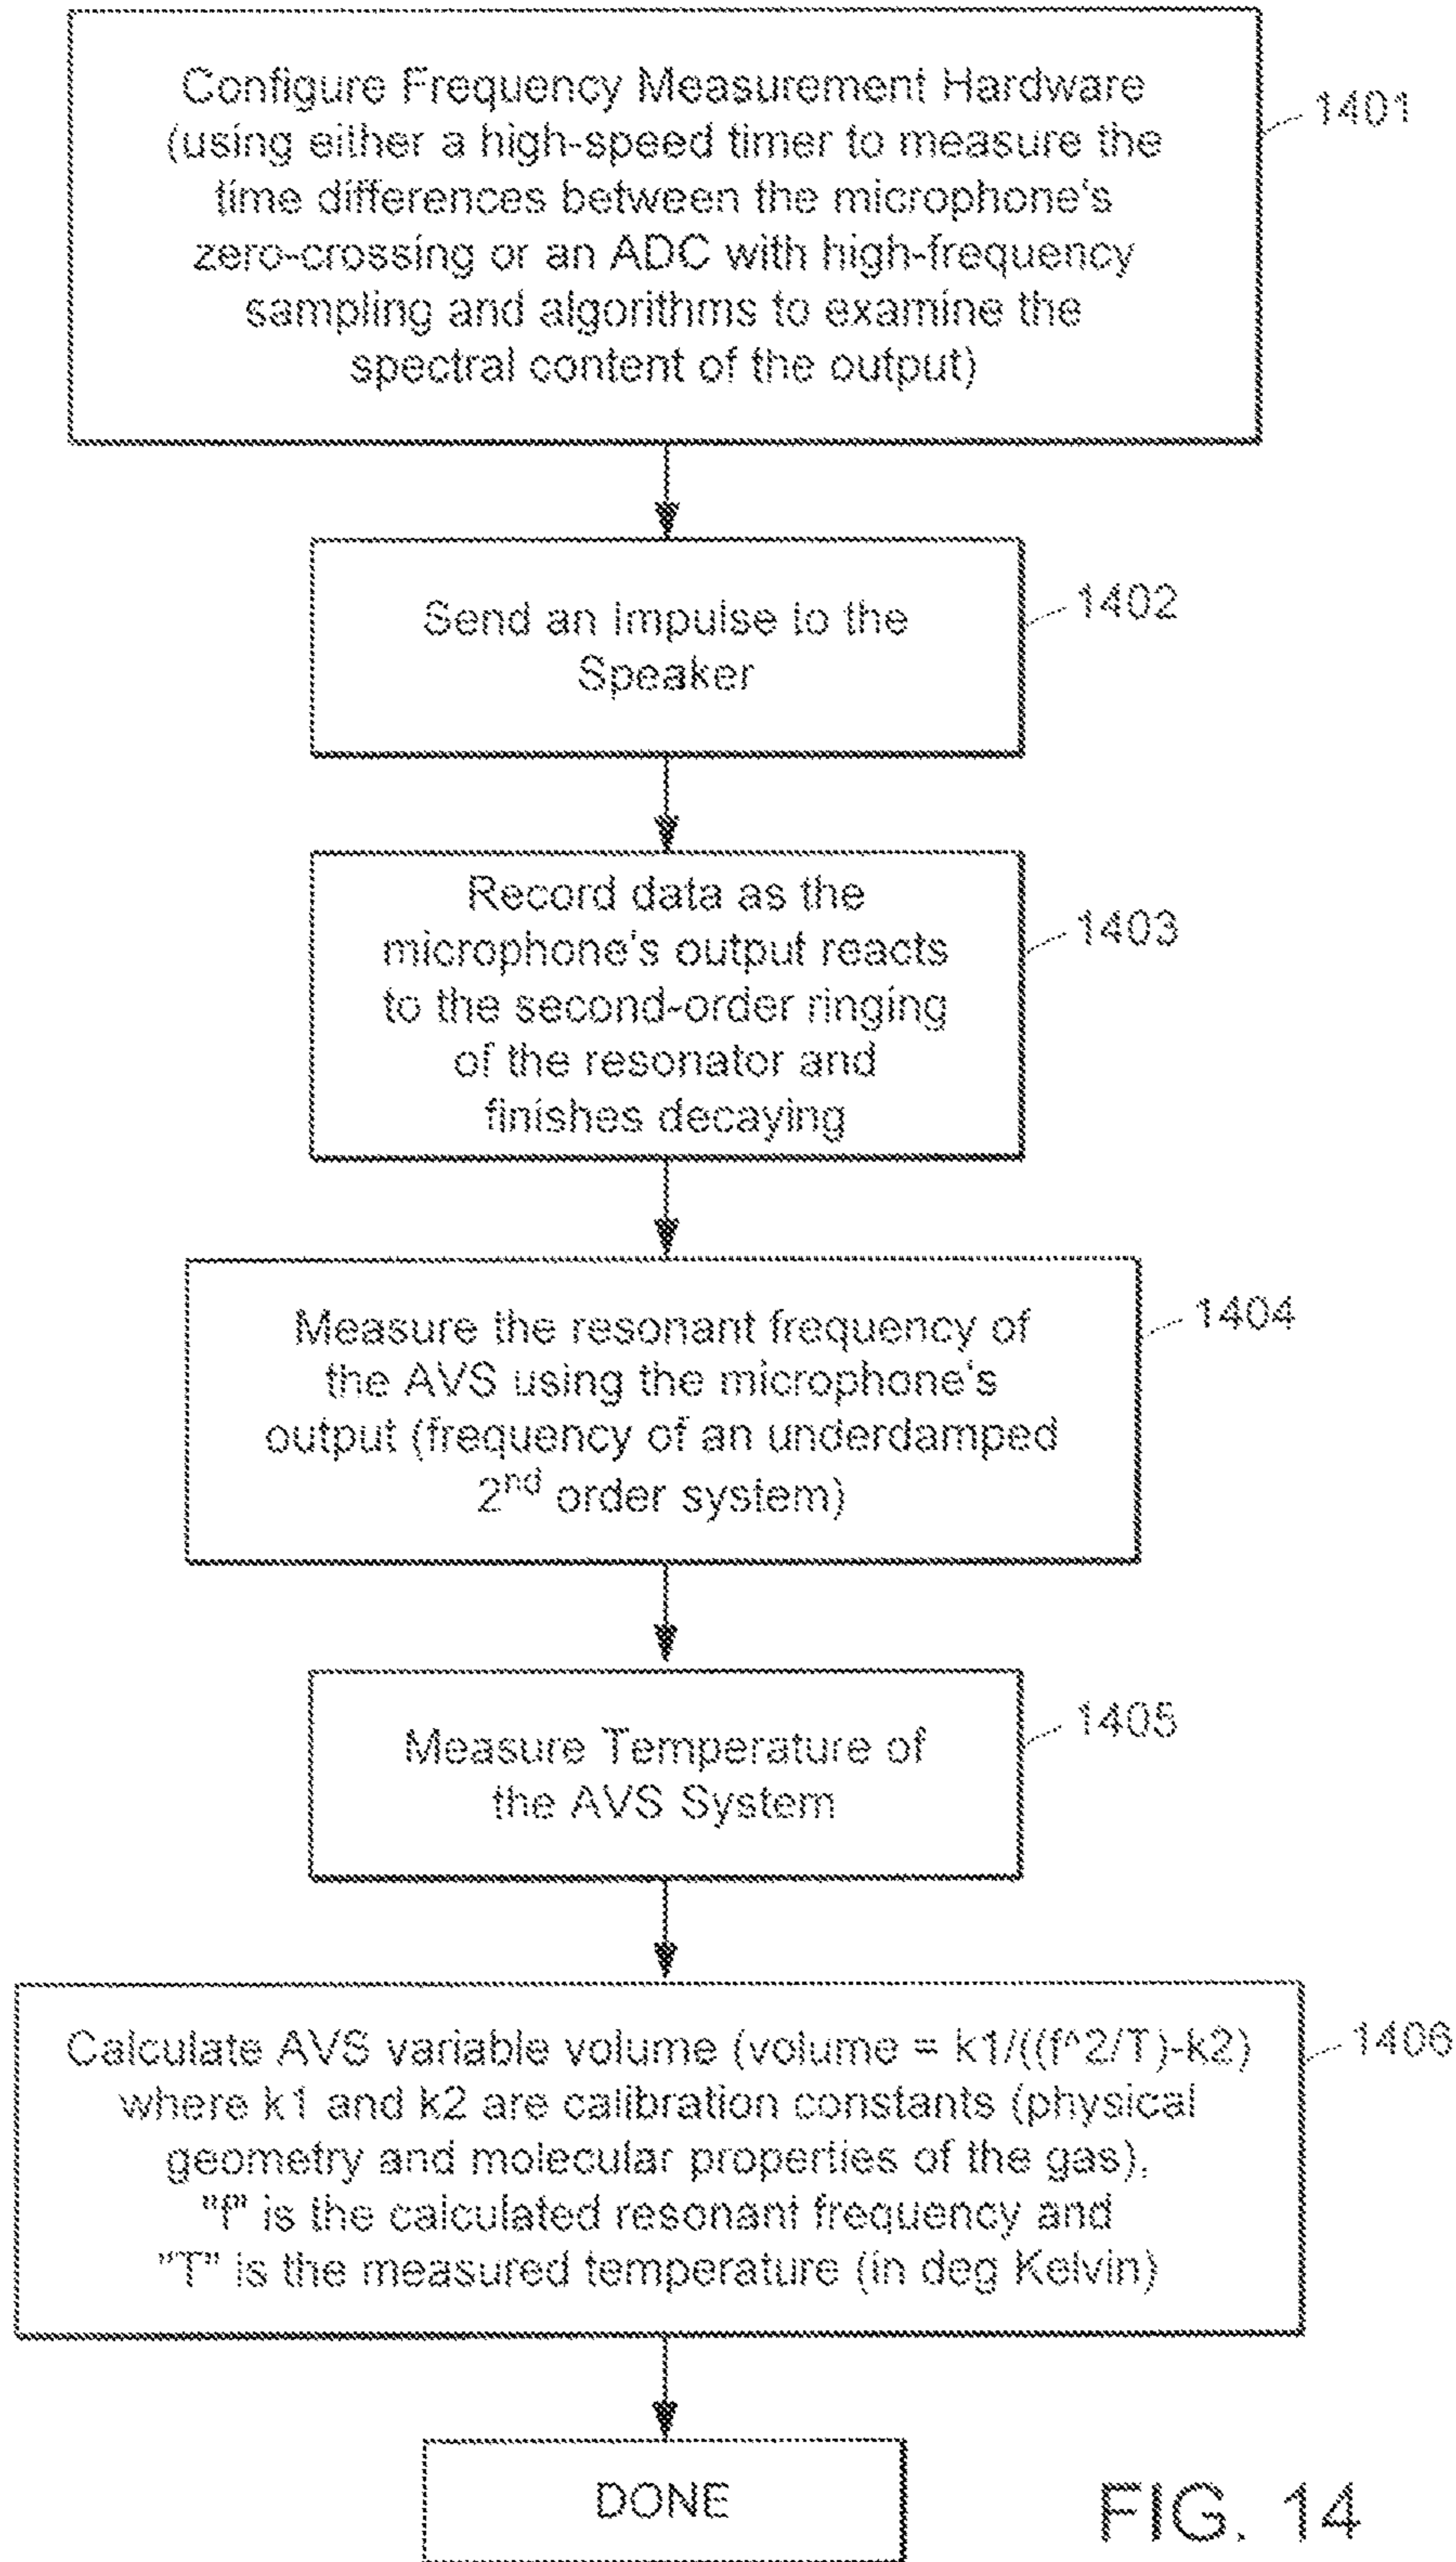 Configure Frequency Measurement Hardware
(using either a high-speed timer to measure the
time differences between the microphone's
zero-crossing or an ADC with high-frequency
sampling and algorithms to examine the
spectral content of the output)
1401
Send an Impulse to the
Speaker
1402
Record data as the
microphone's output reacts
to the second-order ringing
of the resonator and
finishes decaying
1403
Measure the resonant frequency of
the AVS using the microphone's
output (frequency of an underdamped
2nd order system)
1404
Measure Temperature of
the AVS System
1405
Calculate AVS variable volume (volume = k1/((f^2/T)-k2)
where k1 and k2 are calibration constants (physical
geometry and molecular properties of the gas),
"f" is the calculated resonant frequency and
"T" is the measured temperature (in deg Kelvin)
1406
DONE
FIG. 14